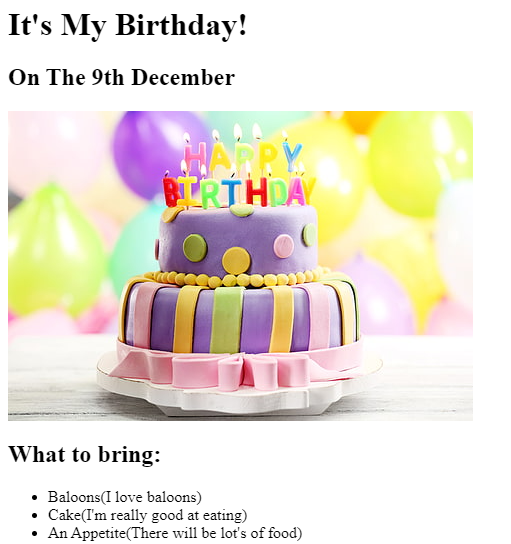 It's My Birthday!
On The 9th December
HAPPY
BIRTHDAY
What to bring:
Baloons(I love baloons)
Cake(I'm really good at eating)
An Appetite(There will be lot's of food)